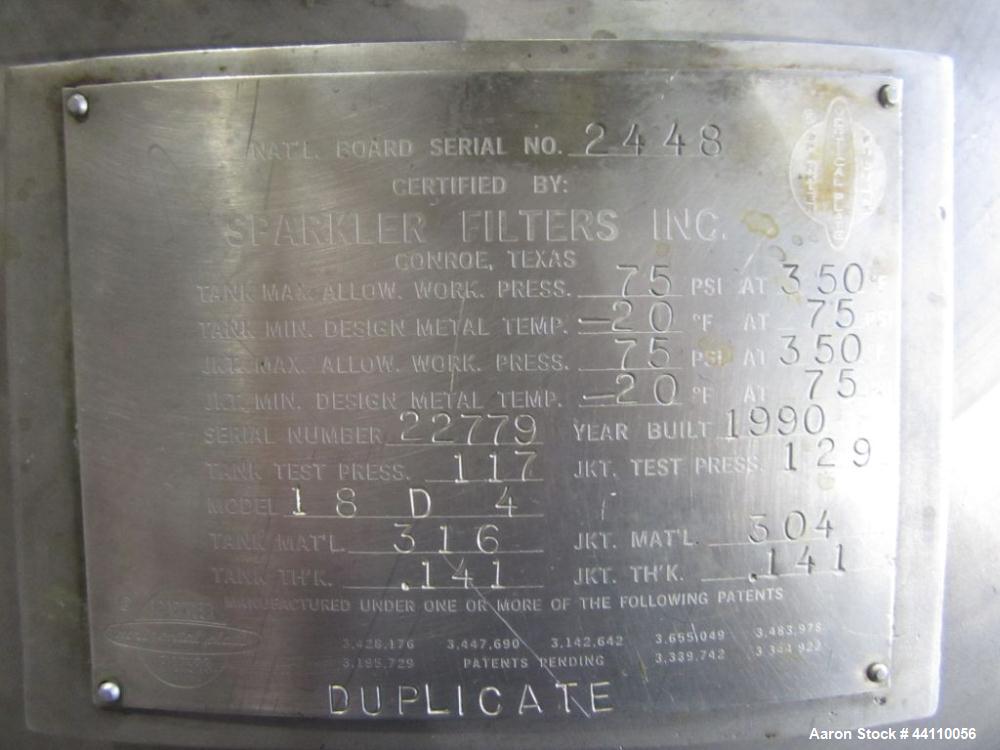 NAT'L. BOARD SERIAL NO. 2448
CERTIFIED BY:
SPARKLER FILTERS INC.
CONROE, TEXAS
TANK MAX. ALLOW. WORK. PRESS. 75 PSI AT 350 °F
TANK MIN. DESIGN METAL TEMP. -20 °F AT 75 PSI
JKT. MAX. ALLOW. WORK. PRESS. 75 PSI AT 350 °F
JKT. MIN. DESIGN METAL TEMP. -20 °F AT 75
SERIAL NUMBER 22779 YEAR BUILT 1990
TANK TEST PRESS. 117 JKT. TEST PRESS. 129
MODEL 18 D 4
TANK MAT'L. 316 JKT. MAT'L. 304
TANK TH'K. .141 JKT. TH'K. .141
MANUFACTURED UNDER ONE OR MORE OF THE FOLLOWING PATENTS
3,428,176 3,447,690 3,142,642 3,655,049 3,483,978
3,195,729 PATENTS PENDING 3,339,742 3,344,922
DUPLICATE
Aaron Stock # 44110056